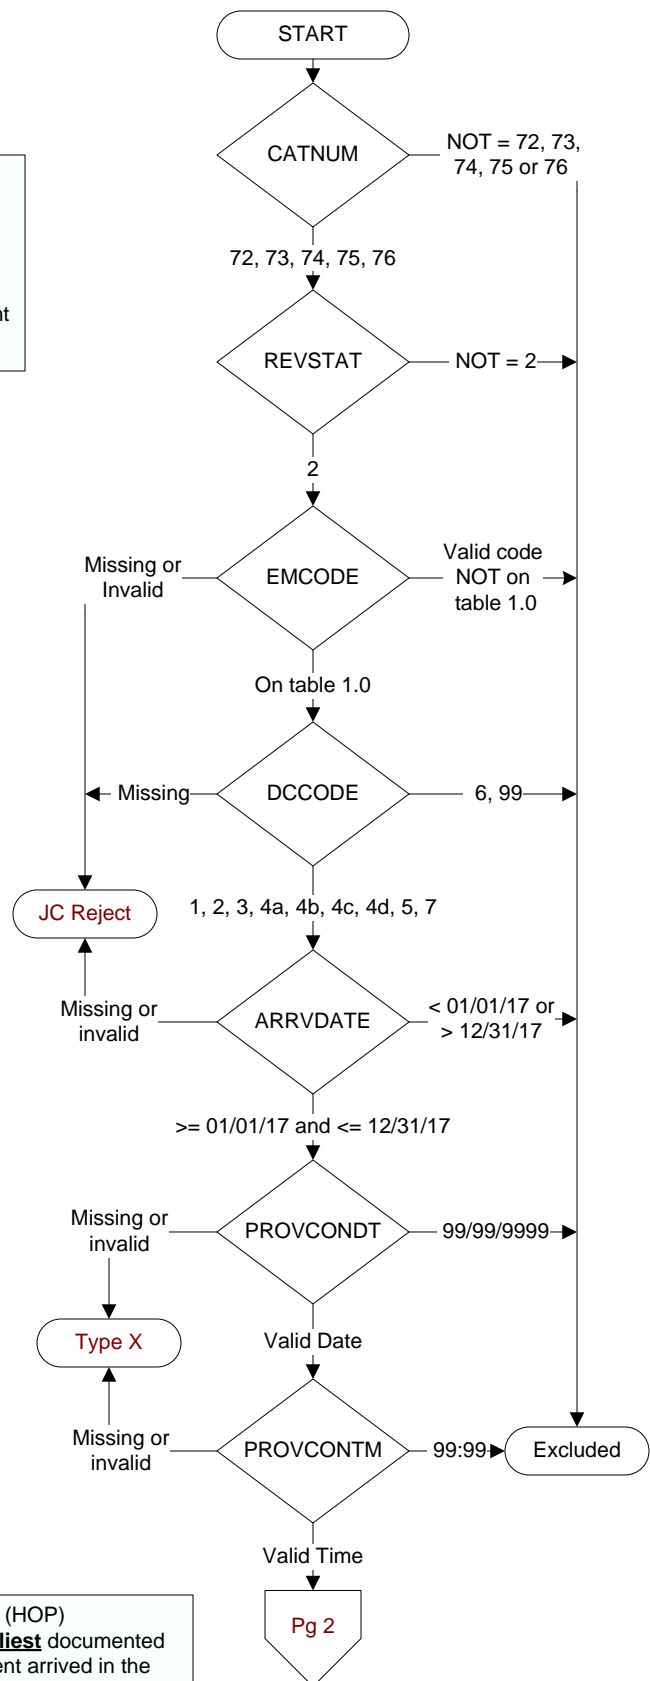 START
CATNUM
NOT = 72, 73,
74, 75 or 76
72, 73, 74, 75, 76
nt
REVSTAT
NOT = 2
2
Missing or
Invalid
EMCODE
Valid code
NOT on
table 1.0
On table 1.0
Missing
DCCODE
6, 99
JC Reject
1, 2, 3, 4a, 4b, 4c, 4d, 5, 7
Missing or
invalid
ARRVDATE
< 01/01/17 or
> 12/31/17
>= 01/01/17 and <= 12/31/17
Missing or
invalid
PROVCONDT
99/99/9999
Type X
Valid Date
Missing or
invalid
PROVCONTM
99:99
Excluded
Valid Time
Pg 2
(HOP)
liest documented
ent arrived in the